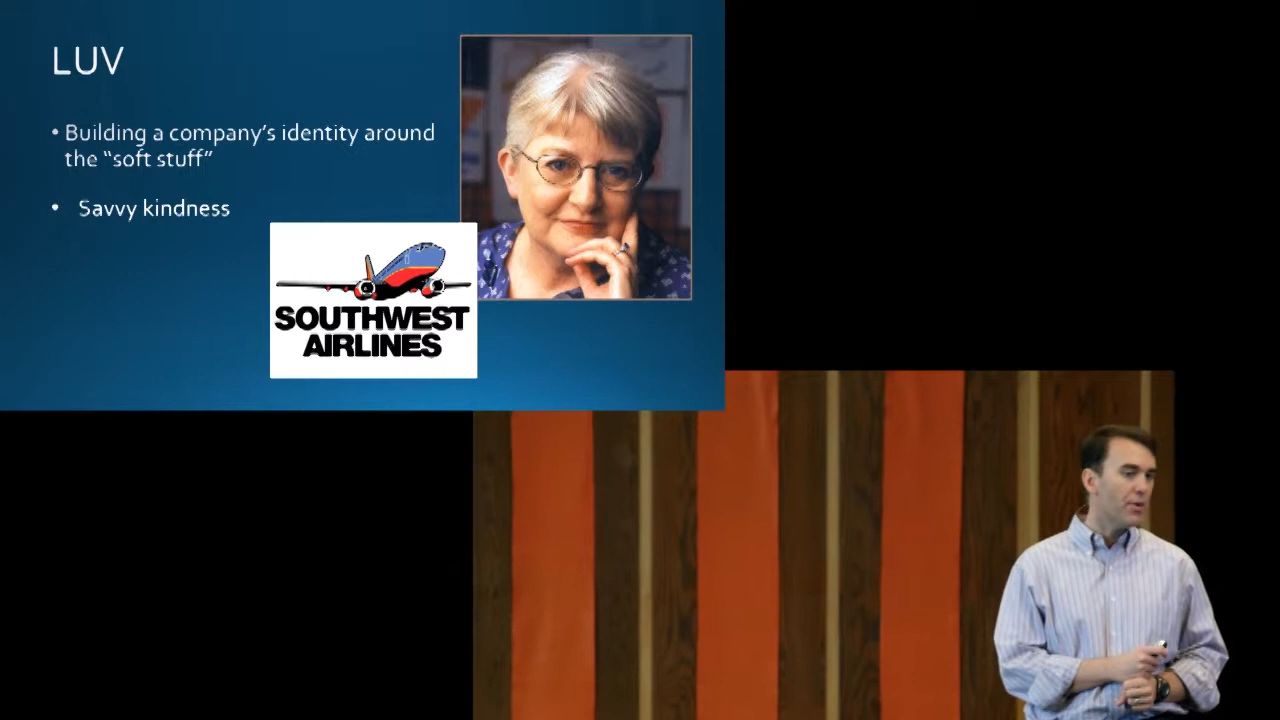 LUV
• Building a company's identity around
the “soft stuff”
• Savvy kindness
SOUTHWEST
AIRLINES